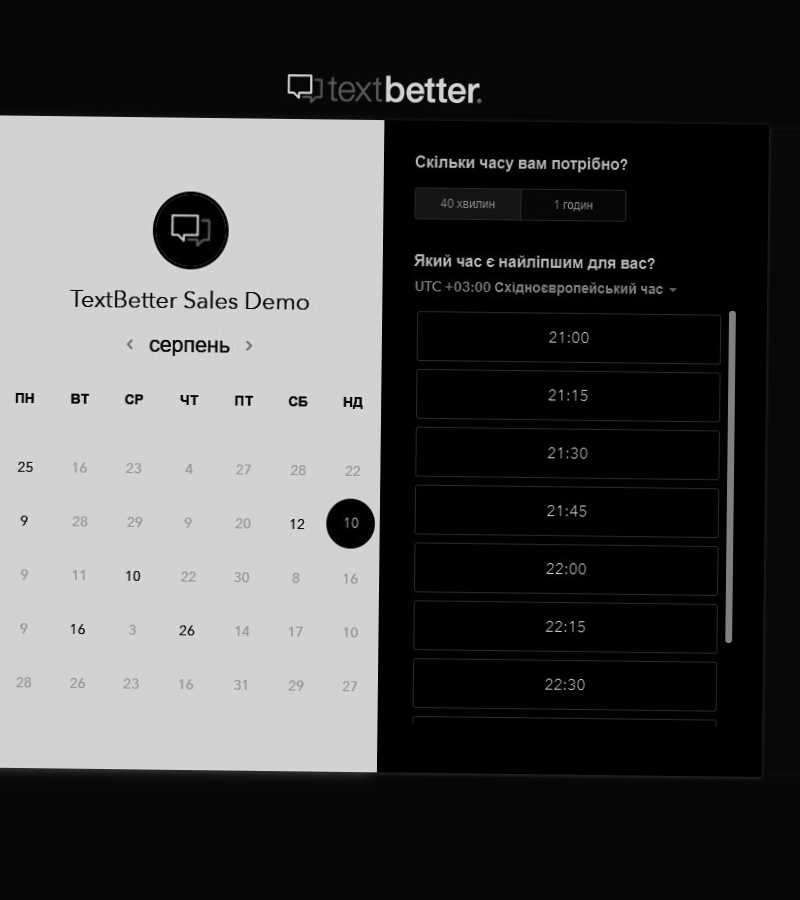 textbetter.
TextBetter Sales Demo
серпень
ПН ВТ СР ЧТ ПТ СБ НД
25 16 23 4 27 28 22
9 28 29 9 20 12 10
9 11 10 22 30 8 16
9 16 3 26 14 17 10
28 26 23 16 31 29 27
Скільки часу вам потрібно?
40 хвилин 1 годин
Який час є найліпшим для вас?
UTC +03:00 Східноєвропейський час
21:00
21:15
21:30
21:45
22:00
22:15
22:30